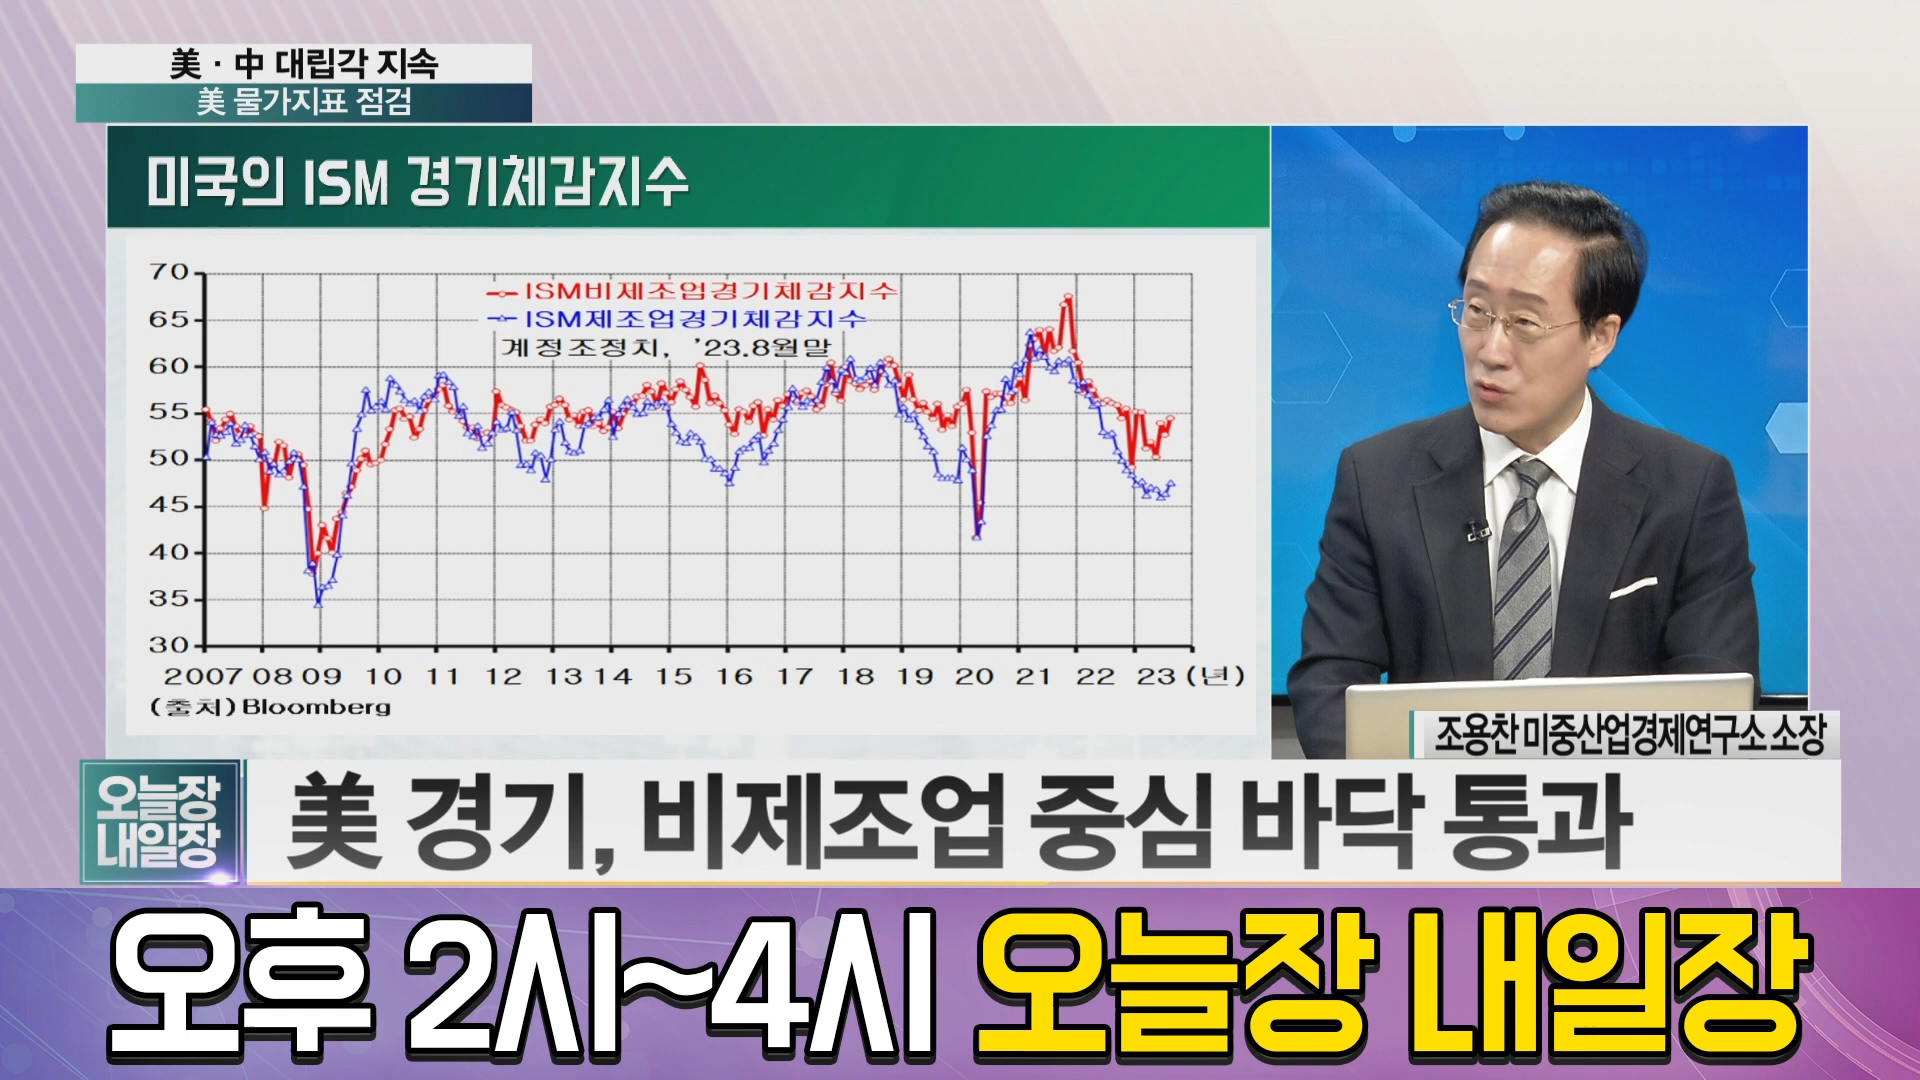 美·中 대립각 지속
美 물가지표 점검
미국의 ISM 경기체감지수
70
65
60
55
50
45
40
35
30
ISM비제조업경기체감지수
ISM제조업경기체감지수
계정조정치, '23.8월말
2007 08 09 10 11 12 13 14 15 16 17 18 19 20 21 22 23 (년)
(출처)Bloomberg
조용찬 미중산업경제연구소 소장
오늘장
내일장
美 경기, 비제조업 중심 바닥 통과
오후 2시~4시 오늘장 내일장